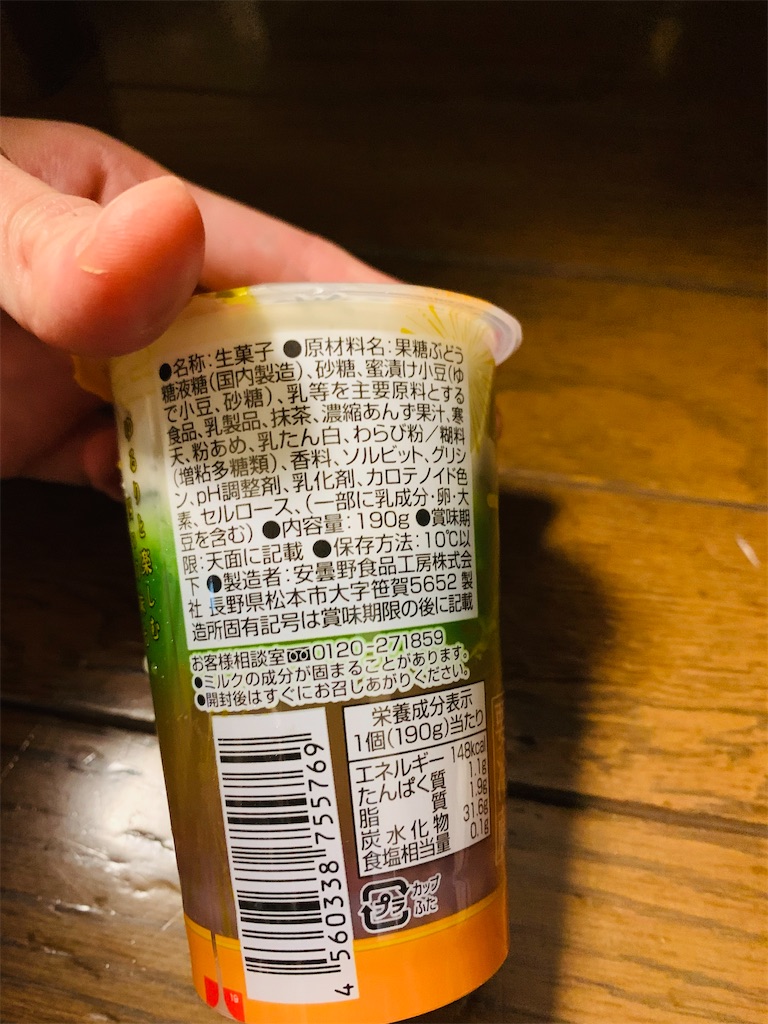 ●名称：生菓子 ●原材料名：果糖ぶどう
糖液糖(国内製造)、砂糖、蜜漬け小豆(ゆ
で小豆、砂糖)、乳等を主要原料とする
食品、乳製品、抹茶、濃縮あんず果汁、寒
天、粉あめ、乳たん白、わらび粉／糊料
(増粘多糖類)、香料、ソルビット、グリシ
ン、pH調整剤、乳化剤、カロテノイド色
素、セルロース、(一部に乳成分・卵・大
豆を含む) ●内容量：190g ●賞味期
限：天面に記載 ●保存方法：10℃以
下 ●製造者：安曇野食品工房株式会
社 長野県松本市大字笹賀5652 製
造所固有記号は賞味期限の後に記載
お客様相談室 0120-271859
●ミルクの成分が固まることがあります。
●開封後はすぐにお召しあがりください。
栄養成分表示
1個(190g)当たり
エネルギー 148kcal
たんぱく質 1.1g
脂質 1.9g
炭水化物 31.6g
食塩相当量 0.1g
プラ カップ
ふた
4 560338 755769